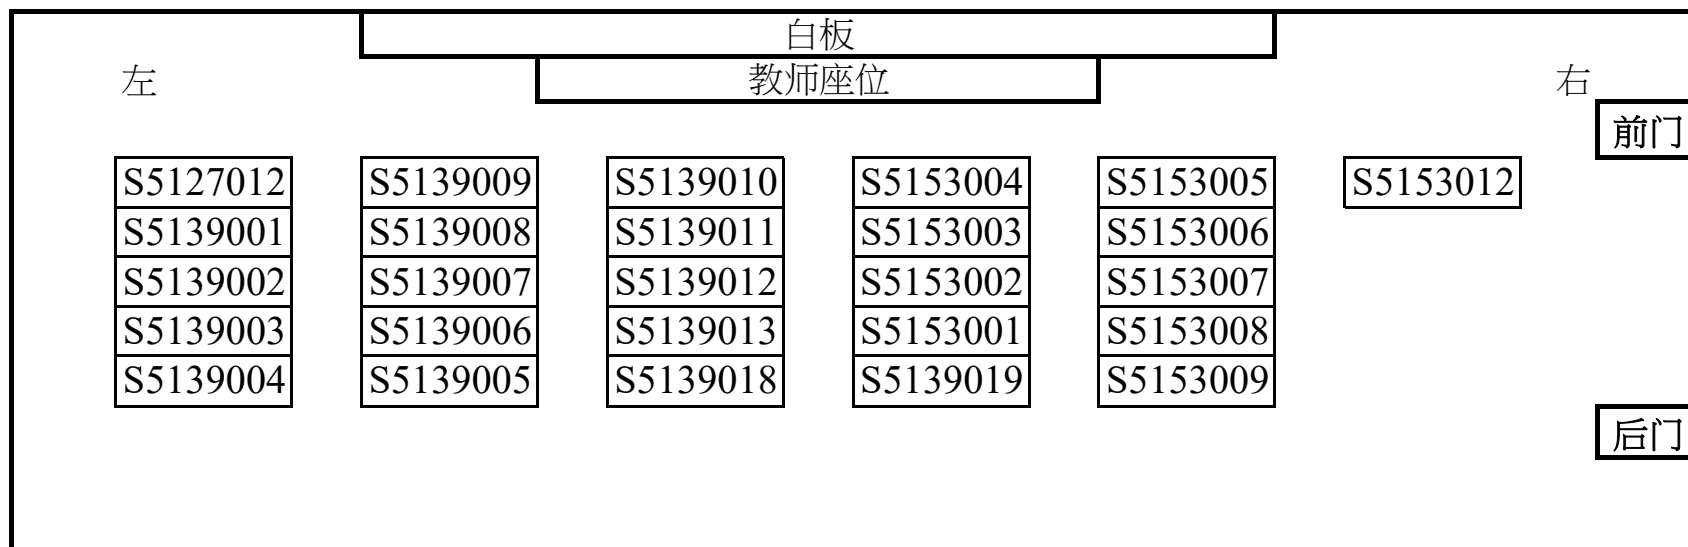 白板
左 教师座位 右
前门
S5127012 S5139009 S5139010 S5153004 S5153005 S5153012
S5139001 S5139008 S5139011 S5153003 S5153006
S5139002 S5139007 S5139012 S5153002 S5153007
S5139003 S5139006 S5139013 S5153001 S5153008
S5139004 S5139005 S5139018 S5139019 S5153009
后门